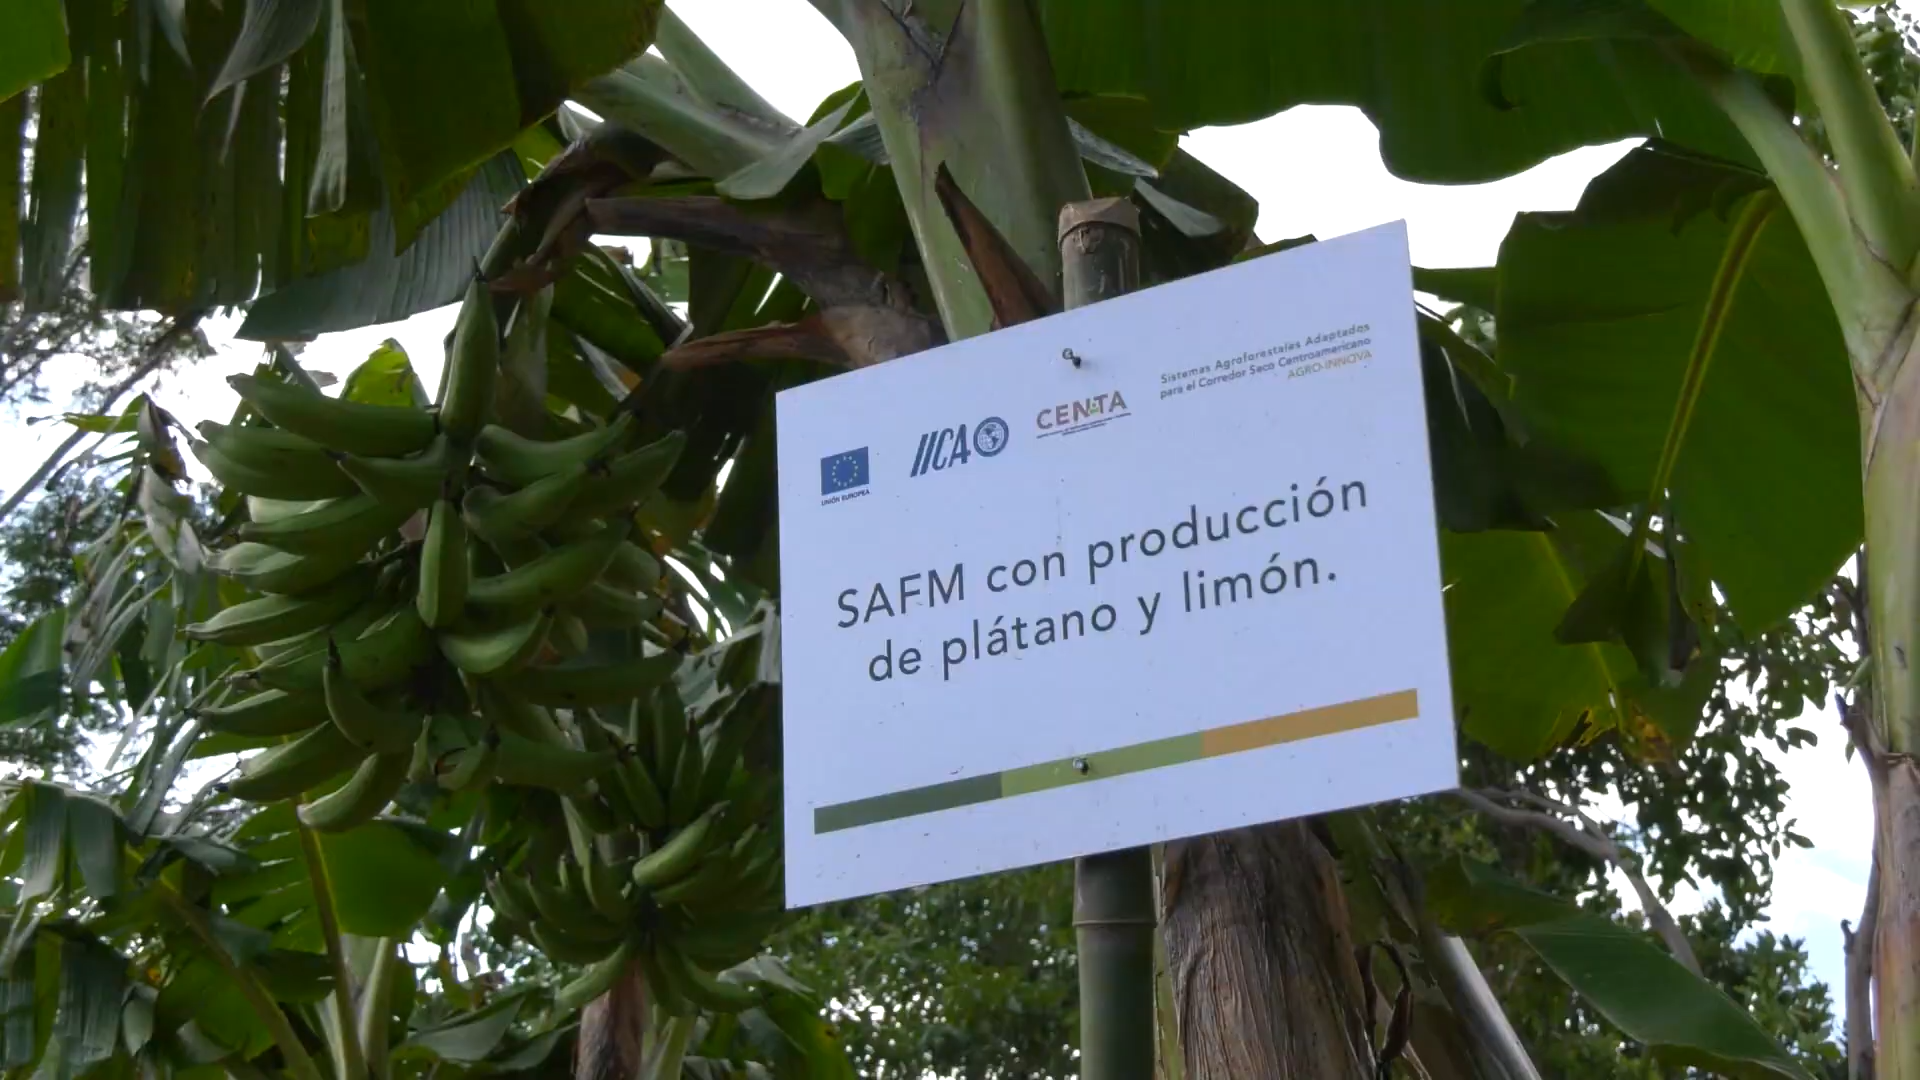 UNIÓN EUROPEA
IICA
CENTA
Sistemas Agroforestales Adaptados
para el Corredor Seco Centroamericano
AGRO-INNOVA
SAFM con producción
de plátano y limón.